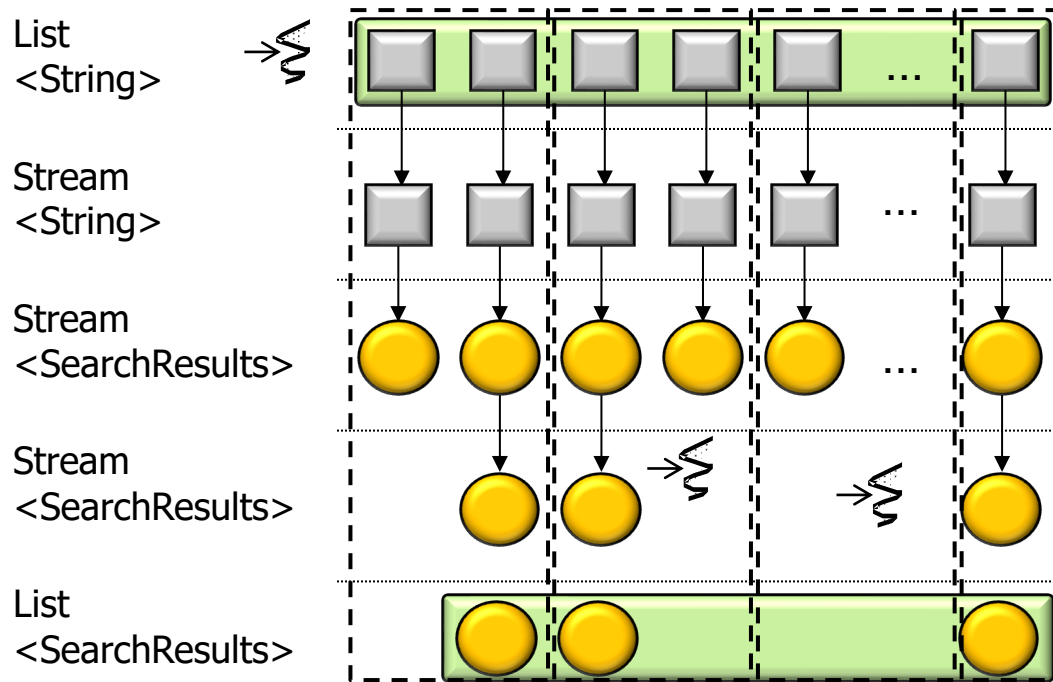 List
<String>
...
Stream
<String>
...
Stream
<SearchResults>
...
Stream
<SearchResults>
List
<SearchResults>